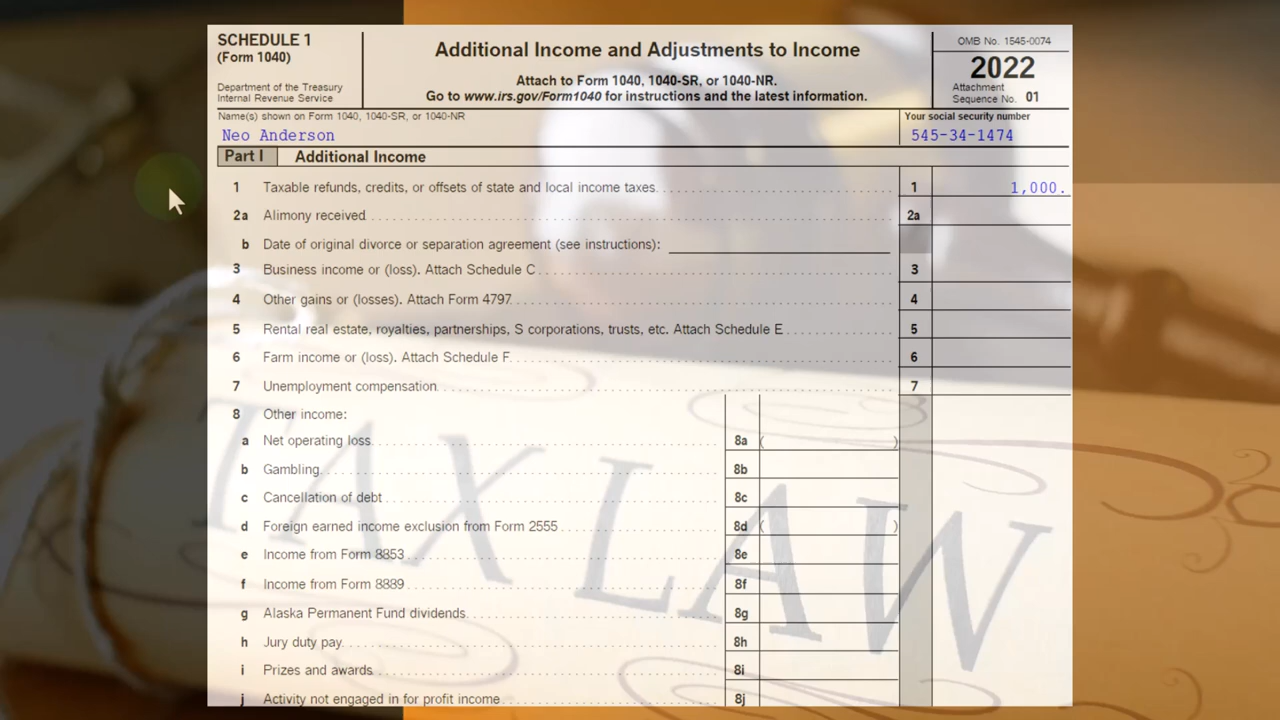 SCHEDULE 1
(Form 1040)
Department of the Treasury
Internal Revenue Service
Additional Income and Adjustments to Income
Attach to Form 1040, 1040-SR, or 1040-NR.
Go to www.irs.gov/Form1040 for instructions and the latest information.
OMB No. 1545-0074
2022
Attachment
Sequence No. 01
Name(s) shown on Form 1040, 1040-SR, or 1040-NR
Neo Anderson
Your social security number
545-34-1474
Part I Additional Income
1 Taxable refunds, credits, or offsets of state and local income taxes 1 1,000.
2a Alimony received 2a
b Date of original divorce or separation agreement (see instructions):
3 Business income or (loss). Attach Schedule C 3
4 Other gains or (losses). Attach Form 4797 4
5 Rental real estate, royalties, partnerships, S corporations, trusts, etc. Attach Schedule E 5
6 Farm income or (loss). Attach Schedule F 6
7 Unemployment compensation 7
8 Other income:
a Net operating loss 8a ( )
b Gambling 8b
c Cancellation of debt 8c
d Foreign earned income exclusion from Form 2555 8d ( )
e Income from Form 8853 8e
f Income from Form 8889 8f
g Alaska Permanent Fund dividends 8g
h Jury duty pay 8h
i Prizes and awards 8i
j Activity not engaged in for profit income 8j
TAX LAW